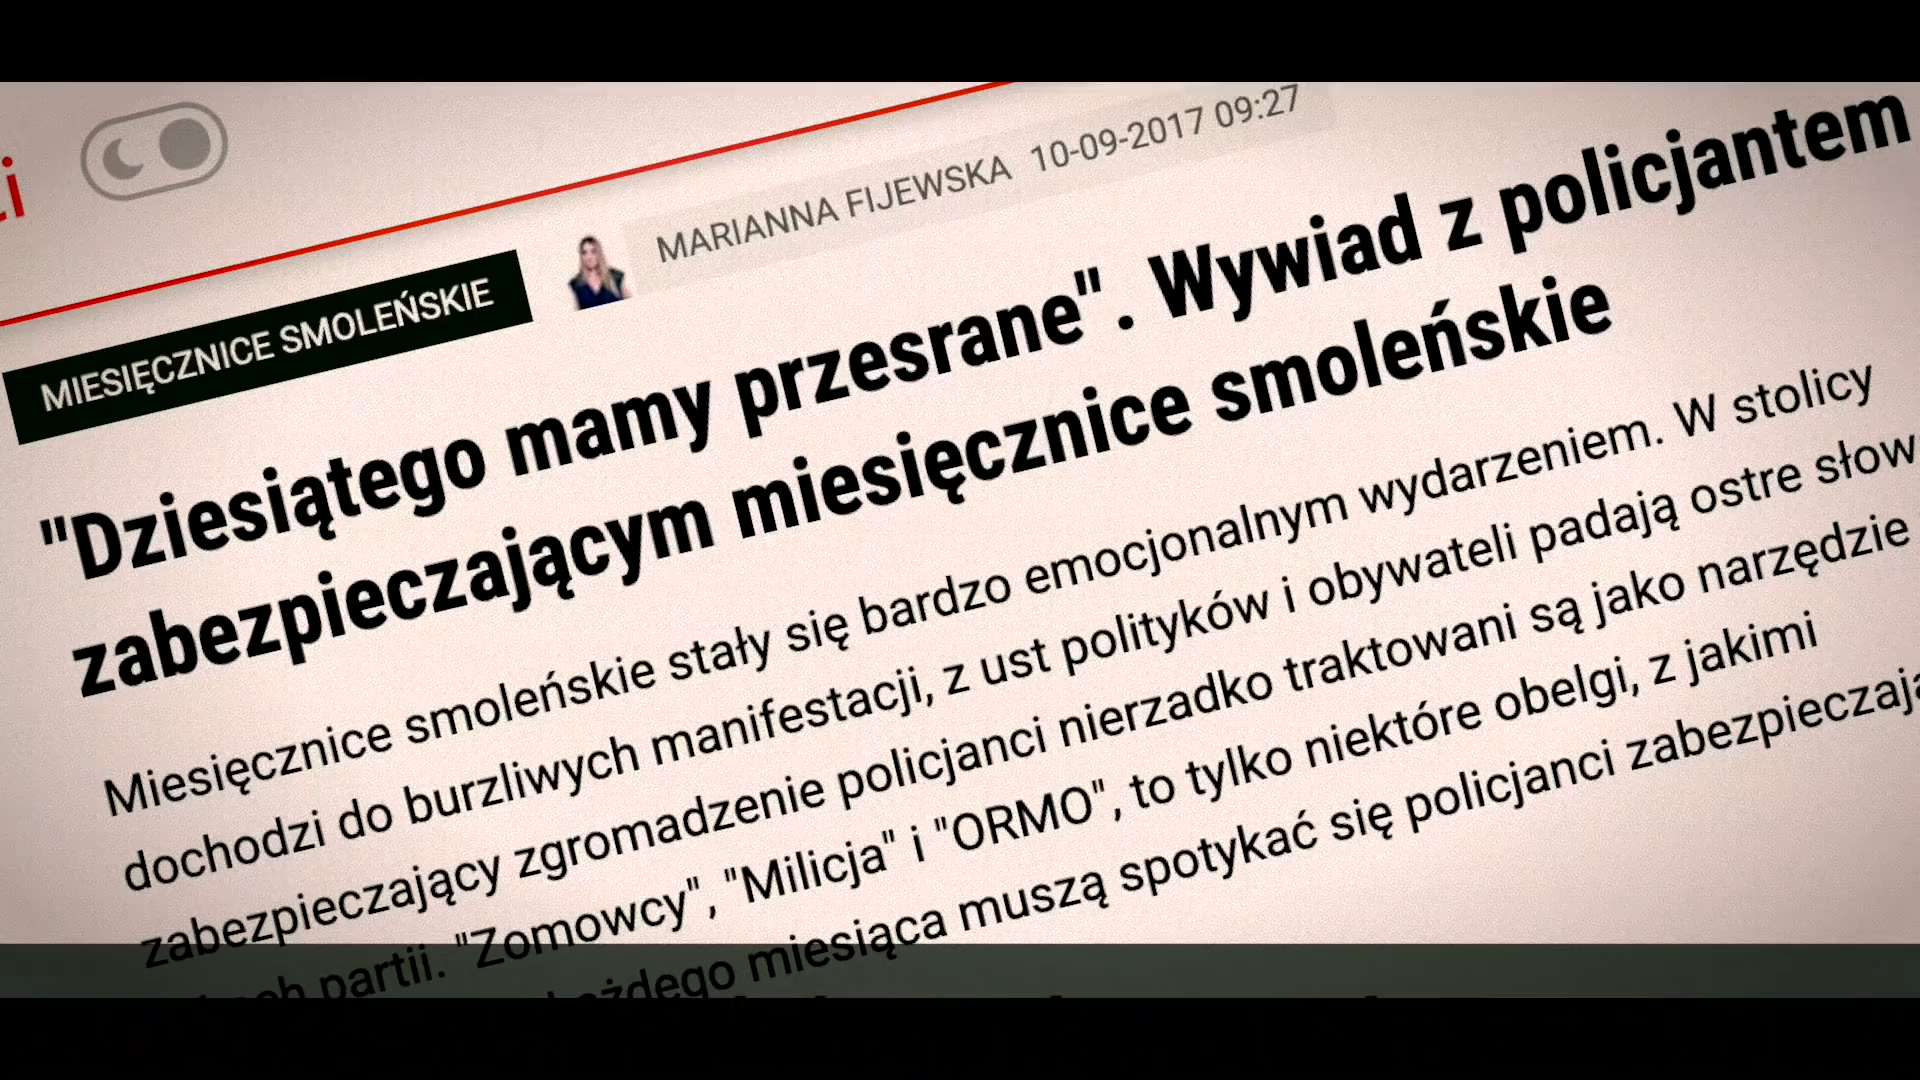 MIESIĘCZNICE SMOLEŃSKIE
MARIANNA FIJEWSKA 10-09-2017 09:27
"Dziesiątego mamy przesrane". Wywiad z policjantem
zabezpieczającym miesięcznice smoleńskie
Miesięcznice smoleńskie stały się bardzo emocjonalnym wydarzeniem. W stolicy
dochodzi do burzliwych manifestacji, z ust polityków i obywateli padają ostre słow
zabezpieczający zgromadzenie policjanci nierzadko traktowani są jako narzędzie
partii. "Zomowcy", "Milicja" i "ORMO", to tylko niektóre obelgi, z jakimi
każdego miesiąca muszą spotykać się policjanci zabezpieczają